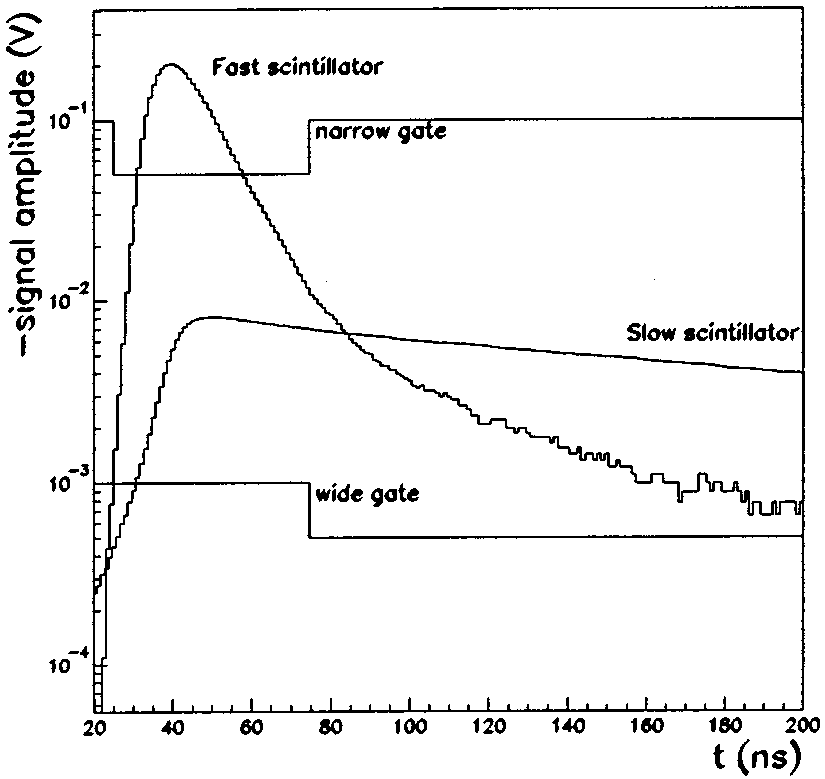 −signal amplitude (V)
Fast scintillator
10⁻¹
narrow gate
10⁻²
Slow scintillator
10⁻³
wide gate
10⁻⁴
20 40 60 80 100 120 140 160 180 200
t (ns)